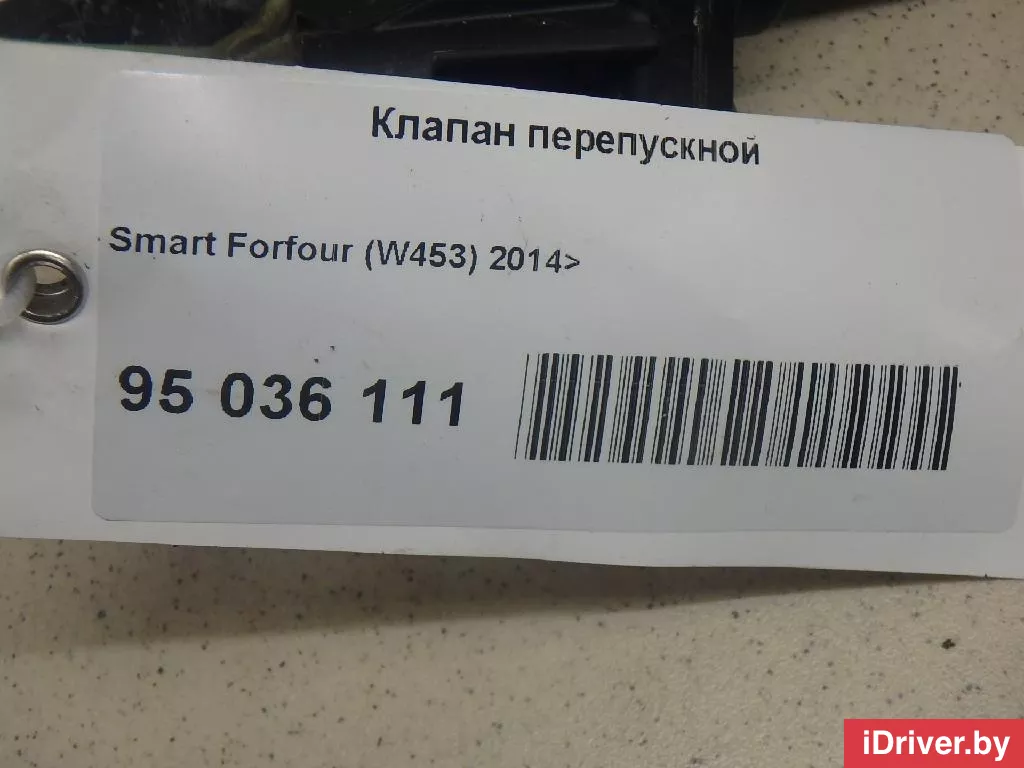 Клапан перепускной
Smart Forfour (W453) 2014>
95 036 111
iDriver.by